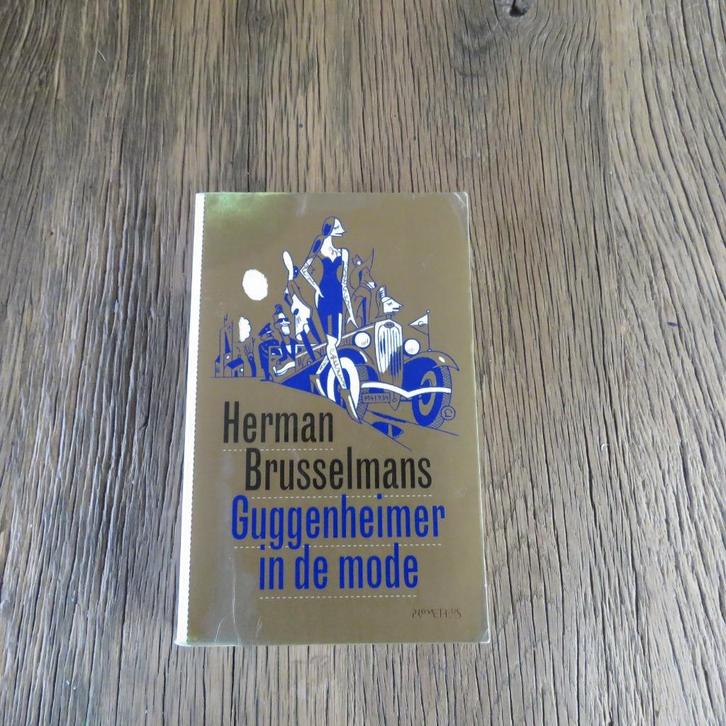 Herman
Brusselmans
Guggenheimer
in de mode
PROMETHEUS